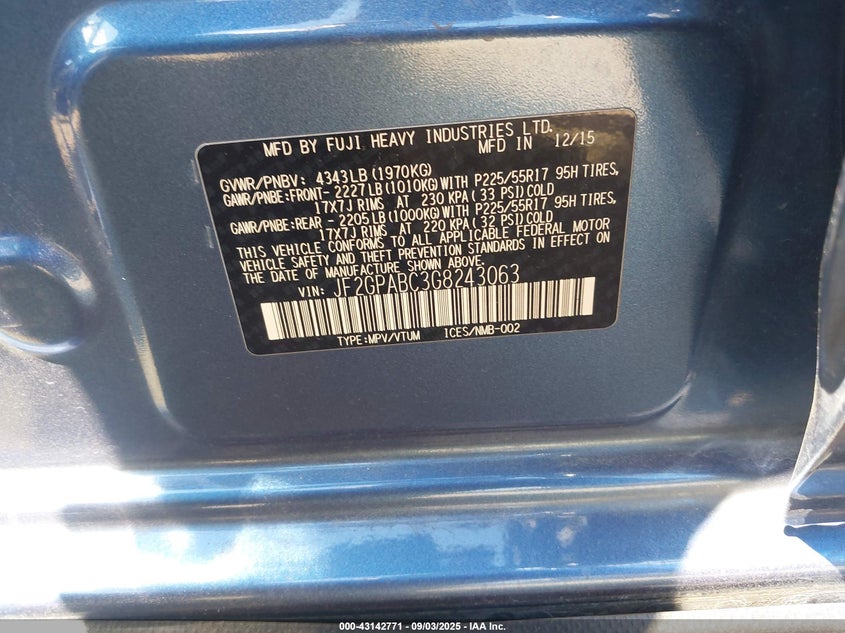 MFD BY FUJI HEAVY INDUSTRIES LTD.
MFD IN 12/15
GVWR/PNBV: 4343LB (1970KG)
GAWR/PNBE:FRONT- 2227LB (1010KG) WITH P225/55R17 95H TIRES,
17X7J RIMS AT 230 KPA (33 PSI) COLD
GAWR/PNBE:REAR - 2205LB (1000KG) WITH P225/55R17 95H TIRES,
17X7J RIMS AT 220 KPA (32 PSI) COLD
THIS VEHICLE CONFORMS TO ALL APPLICABLE FEDERAL MOTOR
VEHICLE SAFETY AND THEFT PREVENTION STANDARDS IN EFFECT ON
THE DATE OF MANUFACTURE SHOWN ABOVE.
VIN: JF2GPABC3G8243063
TYPE:MPV/VTUM ICES/NMB-002
000-43142771 - 09/03/2025 - IAA Inc.